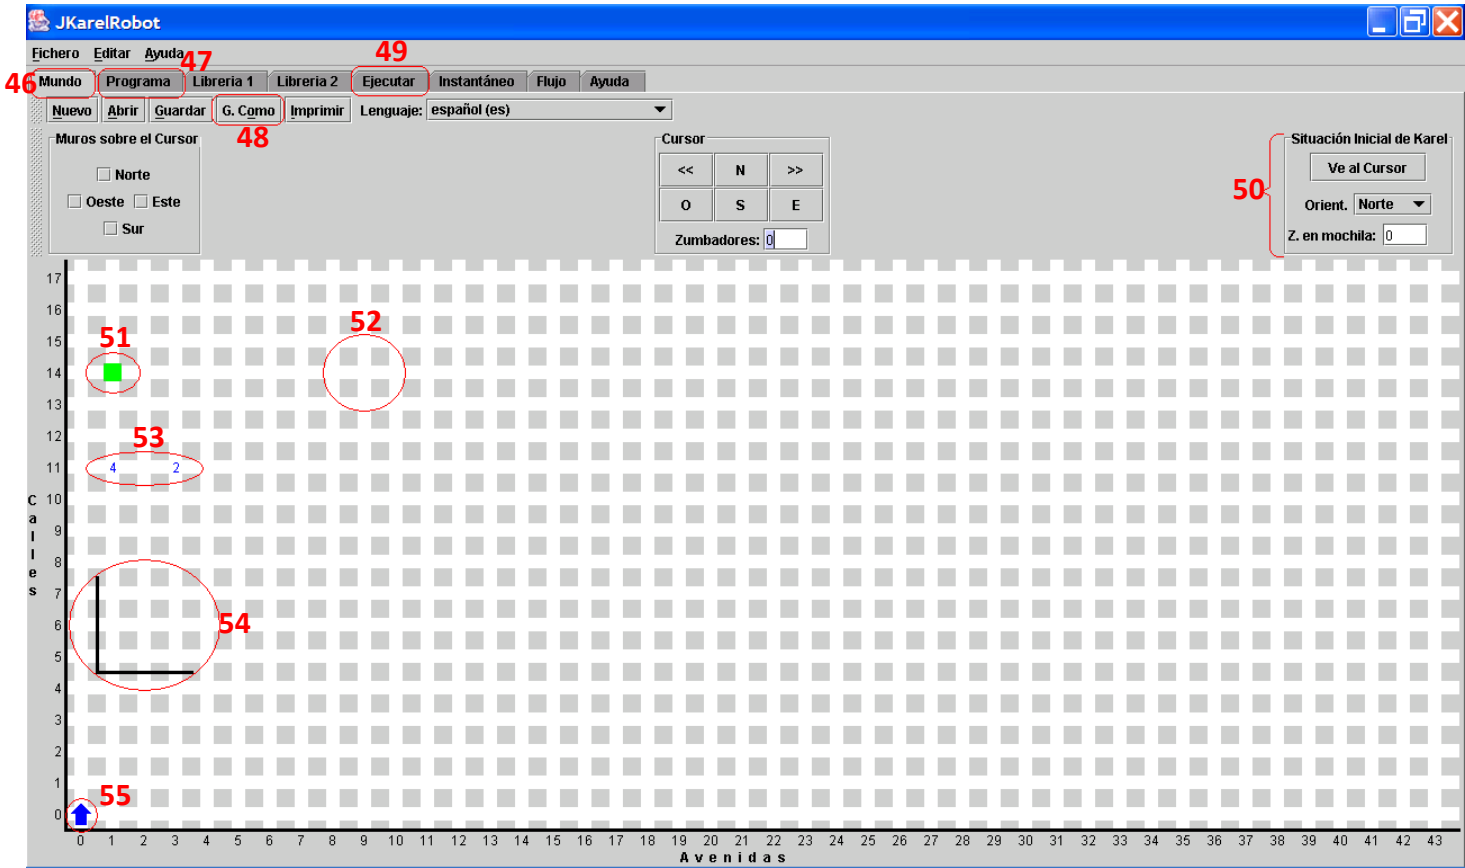 JKarelRobot
Fichero Editar Ayuda
47
49
46
Mundo Programa Libreria 1 Libreria 2 Ejecutar Instantáneo Flujo Ayuda
Nuevo Abrir Guardar G. Como Imprimir Lenguaje: español (es)
48
Muros sobre el Cursor
Norte
Oeste Este
Sur
Cursor
<< N >>
O S E
Zumbadores: 0
50
Situación Inicial de Karel
Ve al Cursor
Orient. Norte
Z. en mochila: 0
17
16
15
51
52
14
13
12
53
11
4 2
10
9
8
7
6
54
5
4
3
2
1
55
0
Calles
0 1 2 3 4 5 6 7 8 9 10 11 12 13 14 15 16 17 18 19 20 21 22 23 24 25 26 27 28 29 30 31 32 33 34 35 36 37 38 39 40 41 42 43
Avenidas